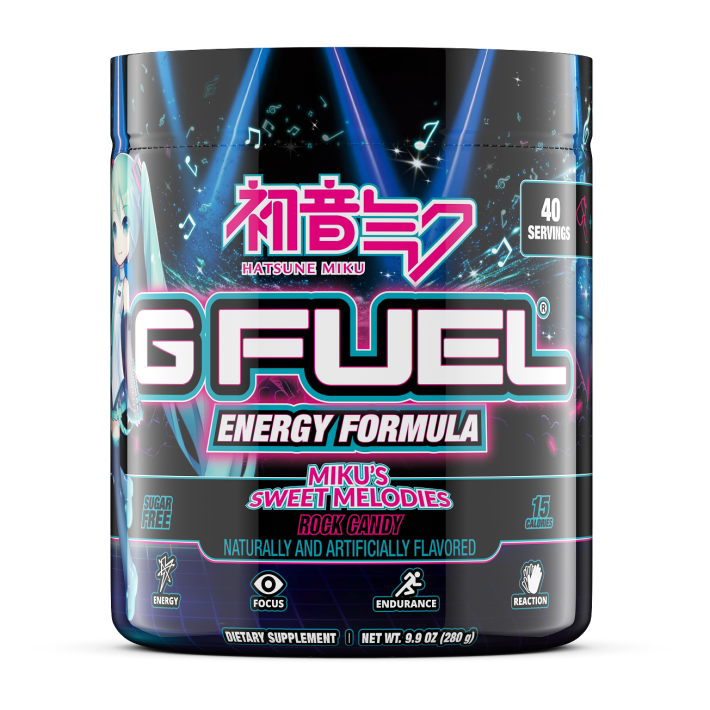 初音ミク
HATSUNE MIKU
40
SERVINGS
G FUEL®
ENERGY FORMULA
MIKU'S
SWEET MELODIES
ROCK CANDY
NATURALLY AND ARTIFICIALLY FLAVORED
SUGAR
FREE
15
CALORIES
ENERGY
FOCUS
ENDURANCE
REACTION
DIETARY SUPPLEMENT | NET WT. 9.9 OZ (280 g)